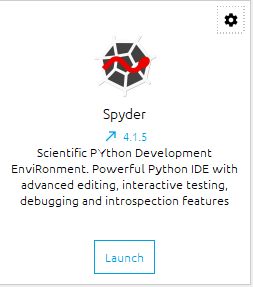 Spyder
4.1.5
Scientific PYthon Development
EnviRonment. Powerful Python IDE with
advanced editing, interactive testing,
debugging and introspection features
Launch